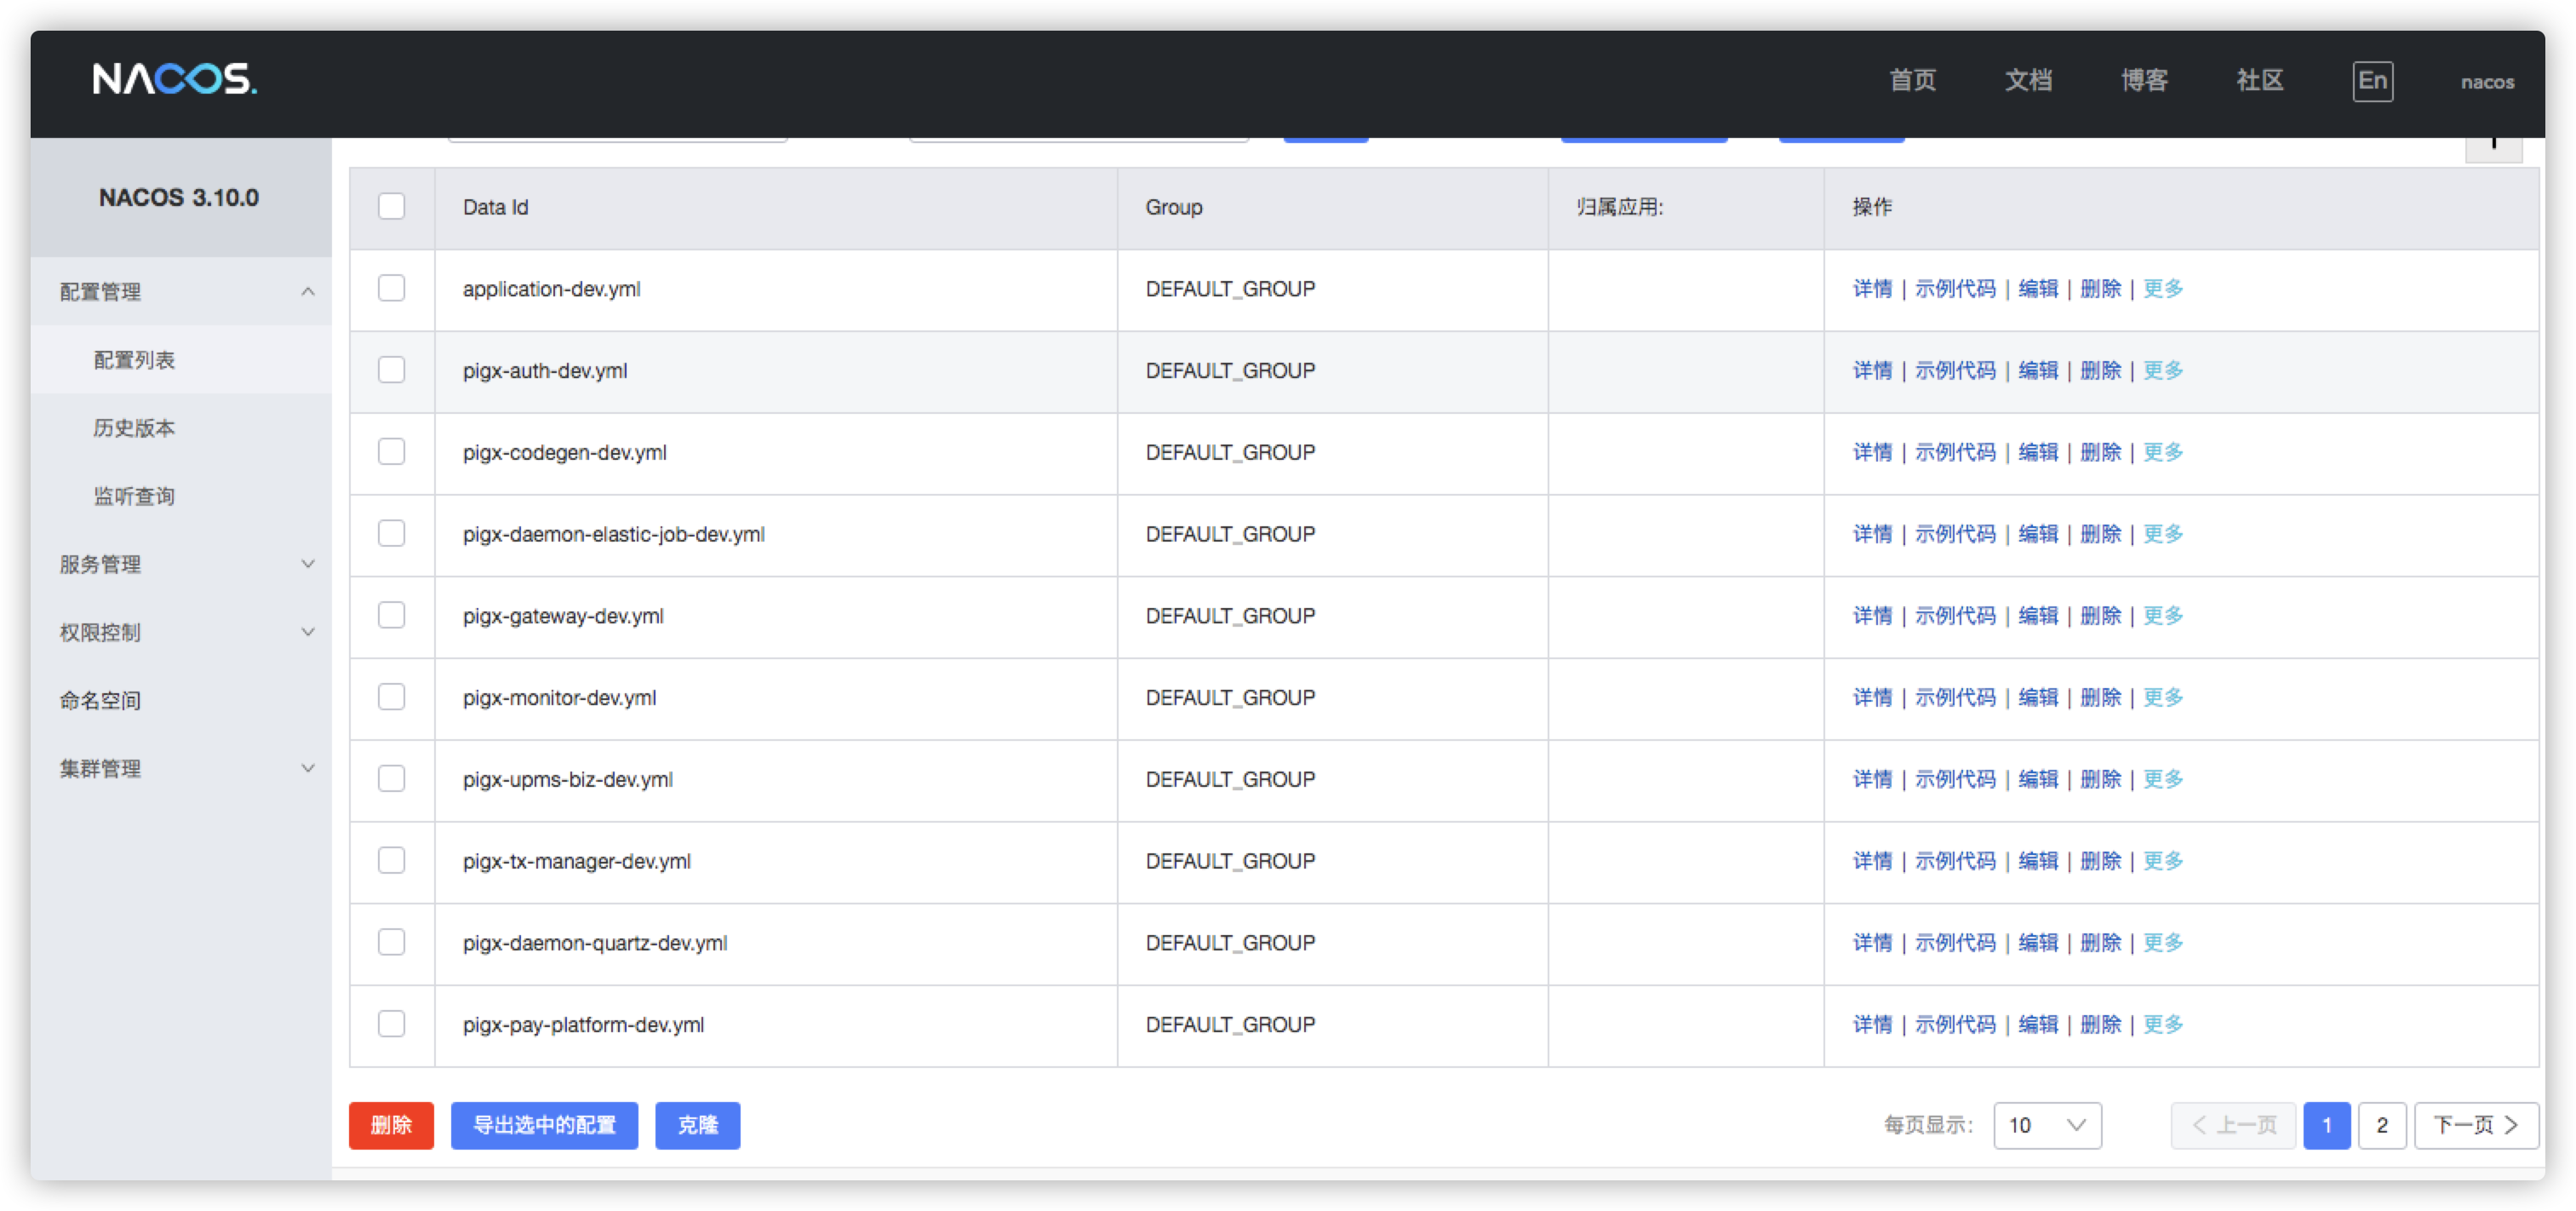 NACOS. 首页 文档 博客 社区 En nacos
NACOS 3.10.0
配置管理
配置列表
历史版本
监听查询
服务管理
权限控制
命名空间
集群管理
Data Id Group 归属应用: 操作
application-dev.yml DEFAULT_GROUP 详情 | 示例代码 | 编辑 | 删除 | 更多
pigx-auth-dev.yml DEFAULT_GROUP 详情 | 示例代码 | 编辑 | 删除 | 更多
pigx-codegen-dev.yml DEFAULT_GROUP 详情 | 示例代码 | 编辑 | 删除 | 更多
pigx-daemon-elastic-job-dev.yml DEFAULT_GROUP 详情 | 示例代码 | 编辑 | 删除 | 更多
pigx-gateway-dev.yml DEFAULT_GROUP 详情 | 示例代码 | 编辑 | 删除 | 更多
pigx-monitor-dev.yml DEFAULT_GROUP 详情 | 示例代码 | 编辑 | 删除 | 更多
pigx-upms-biz-dev.yml DEFAULT_GROUP 详情 | 示例代码 | 编辑 | 删除 | 更多
pigx-tx-manager-dev.yml DEFAULT_GROUP 详情 | 示例代码 | 编辑 | 删除 | 更多
pigx-daemon-quartz-dev.yml DEFAULT_GROUP 详情 | 示例代码 | 编辑 | 删除 | 更多
pigx-pay-platform-dev.yml DEFAULT_GROUP 详情 | 示例代码 | 编辑 | 删除 | 更多
删除 导出选中的配置 克隆 每页显示: 10 上一页 1 2 下一页